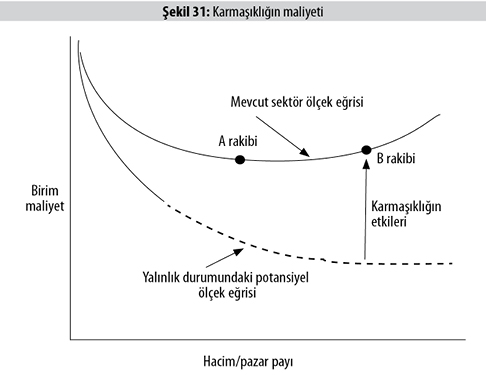 Şekil 31: Karmaşıklığın maliyeti
Mevcut sektör ölçek eğrisi
A rakibi
B rakibi
Birim
maliyet
Karmaşıklığın
etkileri
Yalınlık durumundaki potansiyel
ölçek eğrisi
Hacim/pazar payı